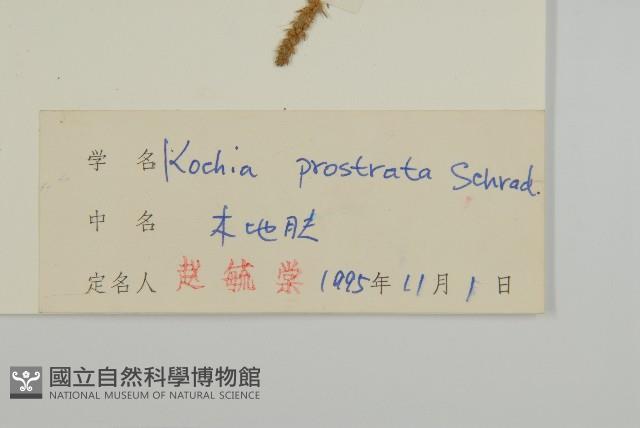 学 名 Kochia prostrata Schrad.
中 名 木地肤
定名人 赵毓棠 1995年11月1日
國立自然科學博物館
NATIONAL MUSEUM OF NATURAL SCIENCE